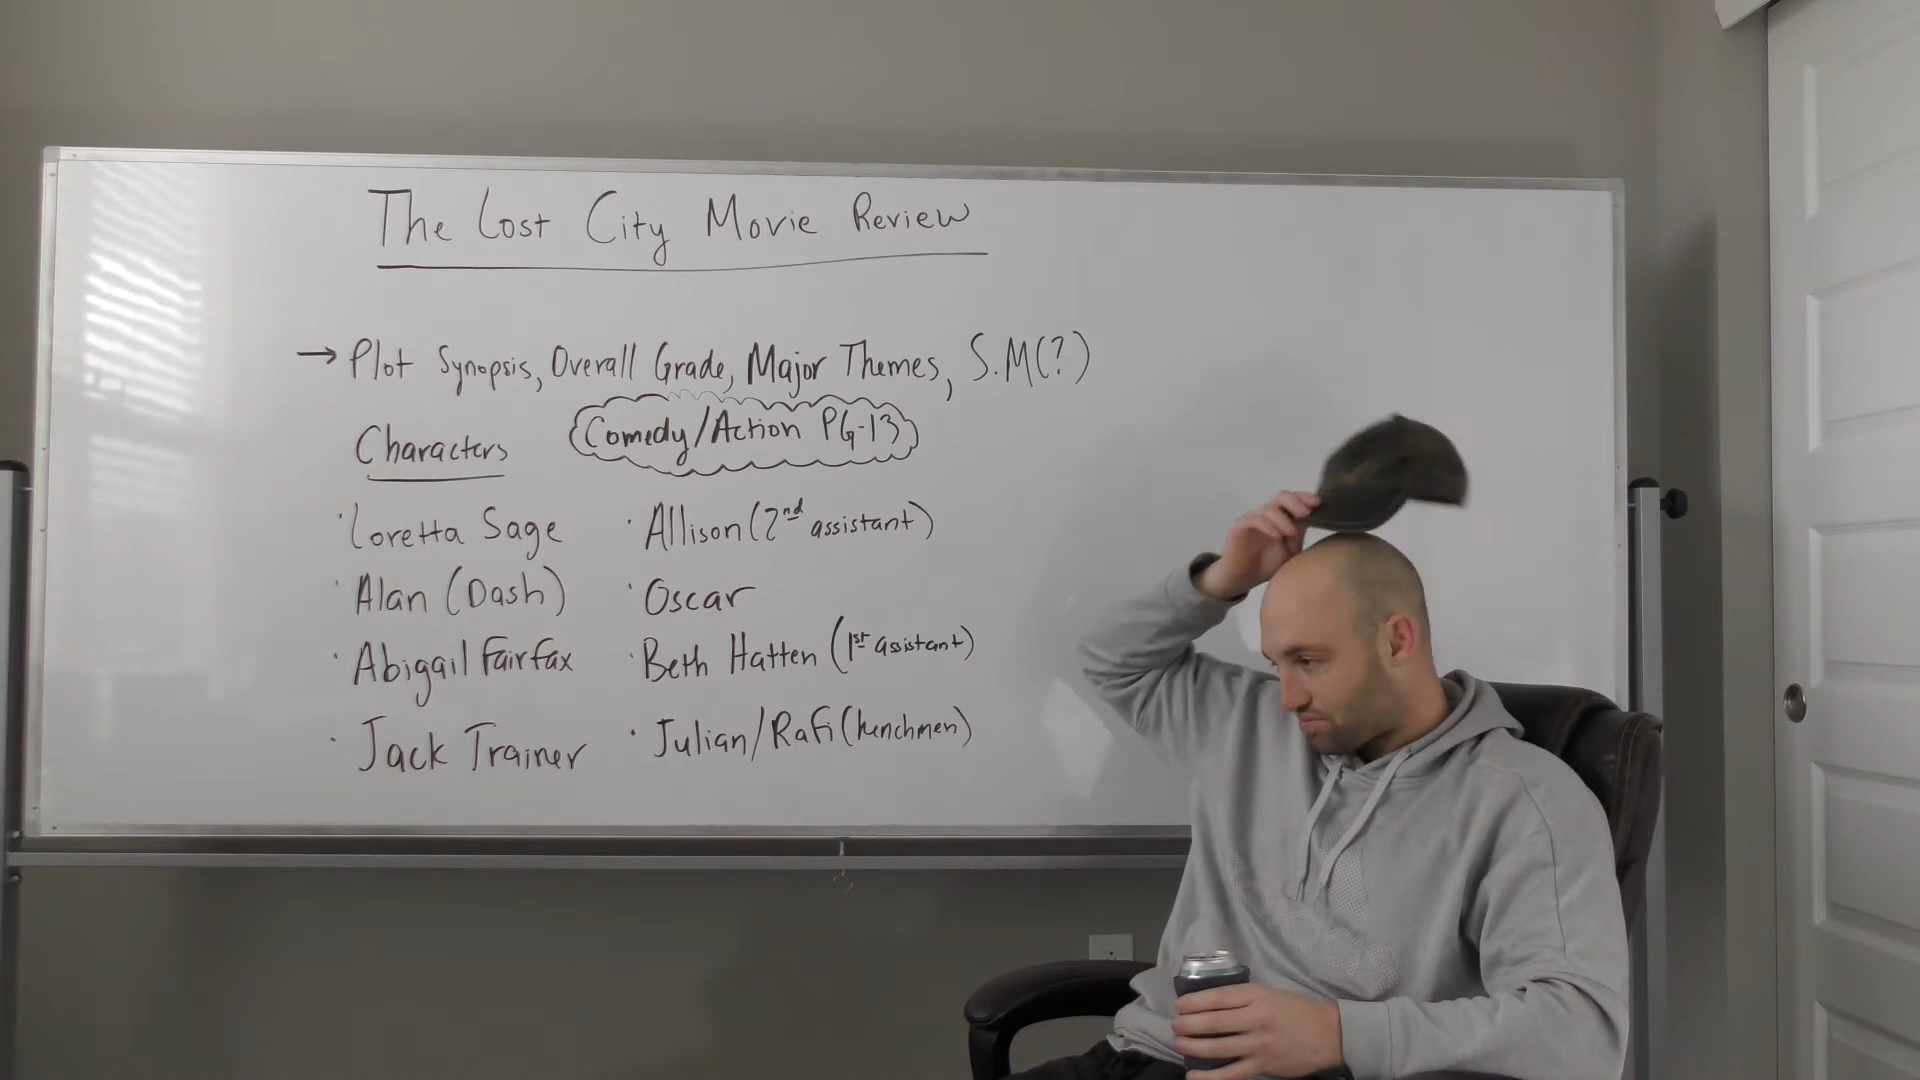 The Lost City Movie Review
→ Plot Synopsis, Overall Grade, Major Themes, S.M(?)
Characters
Comedy/Action PG-13
· Loretta Sage
· Alan (Dash)
· Abigail Fairfax
· Jack Trainer
· Allison (2nd assistant)
· Oscar
· Beth Hatten (1st assistant)
· Julian/Rafi (henchmen)